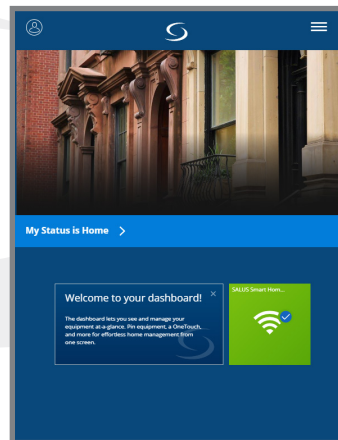 My Status is Home
Welcome to your dashboard!
SALUS Smart Hom...
The dashboard lets you see and manage your
equipment at-a-glance. Pin equipment, a OneTouch,
and more for effortless home management from
one screen.